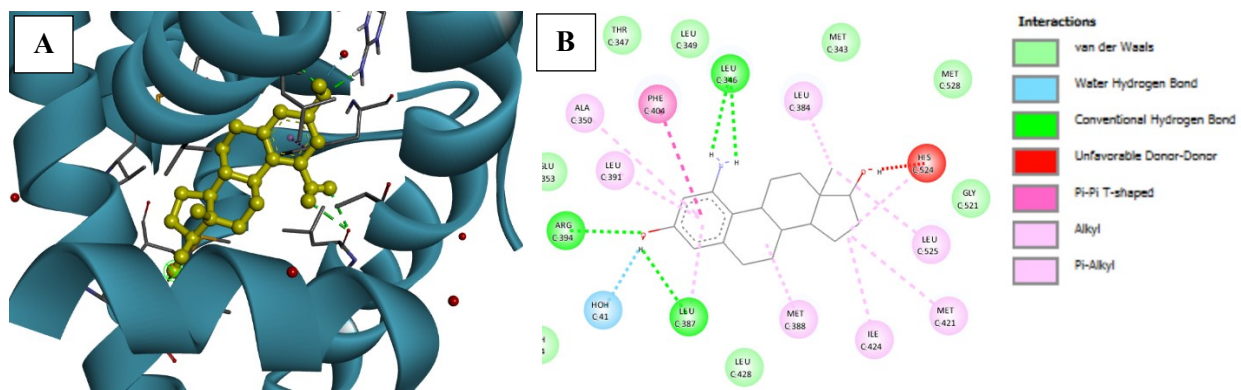 A
B
THR
C:347
LEU
C:349
LEU
C:346
MET
C:343
MET
C:528
ALA
C:350
PHE
C:404
LEU
C:384
GLU
C:353
LEU
C:391
N
H
H
HIS
C:524
GLY
C:521
O
H
ARG
C:394
O
H
LEU
C:525
HOH
C:41
LEU
C:387
MET
C:388
ILE
C:424
MET
C:421
LEU
C:428
Interactions
van der Waals
Water Hydrogen Bond
Conventional Hydrogen Bond
Unfavorable Donor-Donor
Pi-Pi T-shaped
Alkyl
Pi-Alkyl